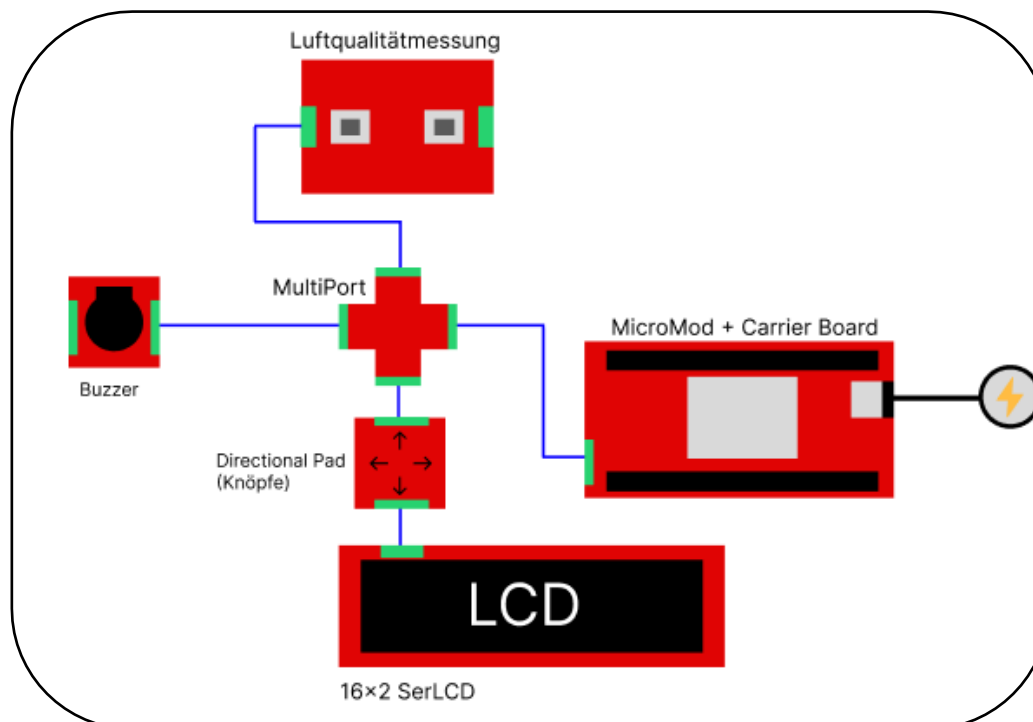 Luftqualitätmessung
MultiPort
MicroMod + Carrier Board
Buzzer
Directional Pad
(Knöpfe)
LCD
16×2 SerLCD